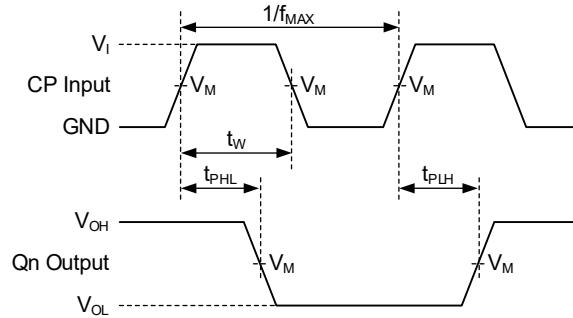 1/fMAX
VI
CP Input
VM
VM
VM
GND
tW
tPHL
tPLH
VOH
Qn Output
VM
VM
VOL